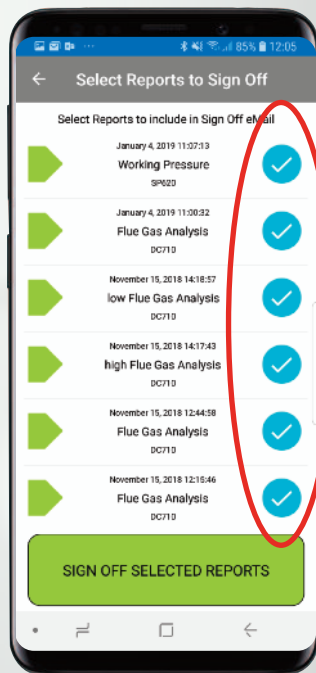 85% 12:05
Select Reports to Sign Off
Select Reports to include in Sign Off eMail
January 4, 2019 11:07:13
Working Pressure
SP620
January 4, 2019 11:00:32
Flue Gas Analysis
DC710
November 15, 2018 14:18:57
low Flue Gas Analysis
DC710
November 15, 2018 14:17:43
high Flue Gas Analysis
DC710
November 15, 2018 12:44:58
Flue Gas Analysis
DC710
November 15, 2018 12:15:46
Flue Gas Analysis
DC710
SIGN OFF SELECTED REPORTS